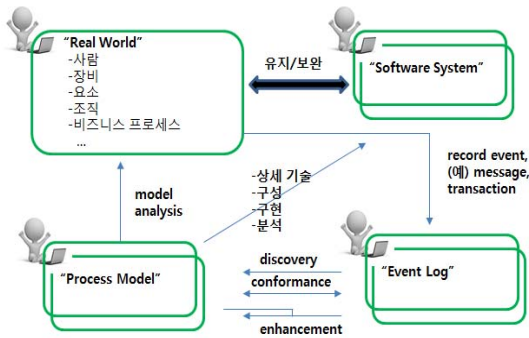 “Real World”
-사람
-장비
-요소
-조직
-비즈니스 프로세스
...
유지/보완
“Software System”
record event,
(예) message,
transaction
model
analysis
-상세 기술
-구성
-구현
-분석
“Process Model”
discovery
conformance
enhancement
“Event Log”